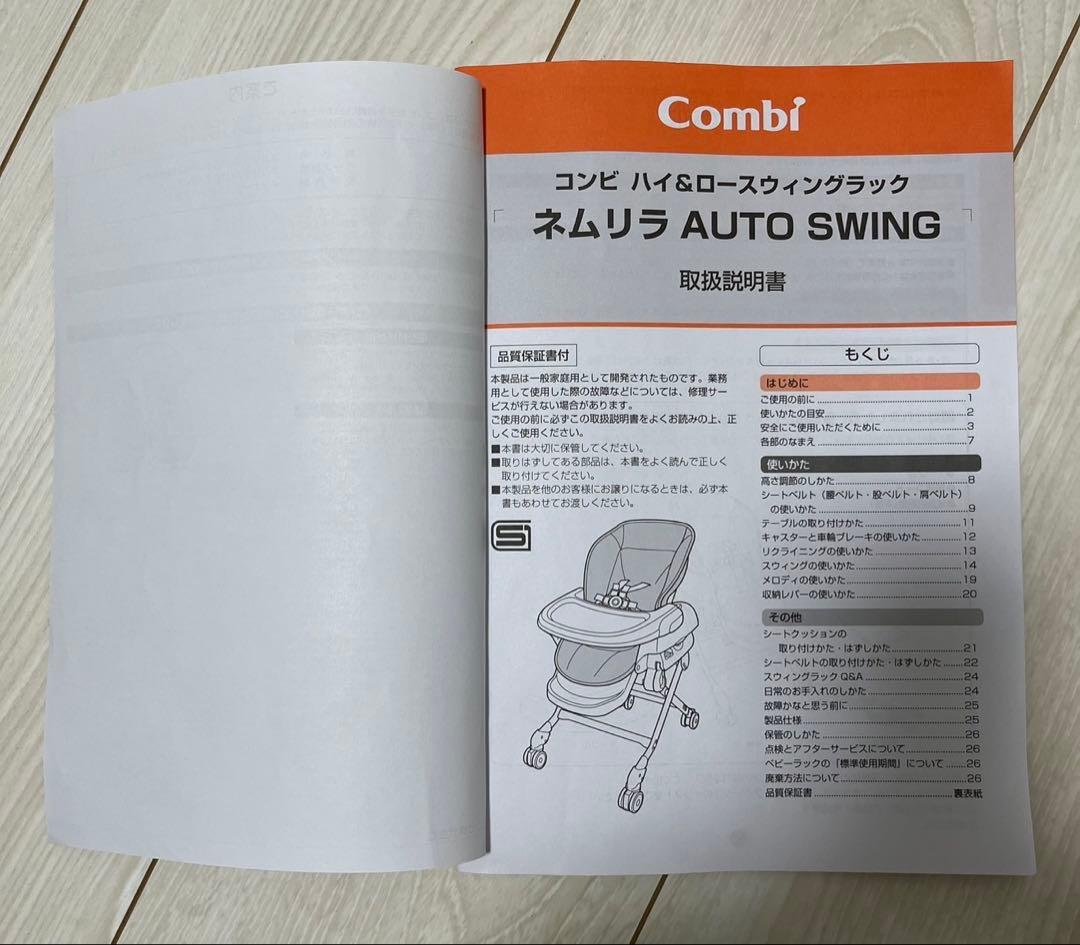 ご案内
Combi
コンビ ハイ&ロースウィングラック
ネムリラ AUTO SWING
取扱説明書
品質保証書付
本製品は一般家庭用として開発されたものです。業務
用として使用した際の故障などについては、修理サー
ビスが行えない場合があります。
ご使用の前に必ずこの取扱説明書をよくお読みの上、正
しくご使用ください。
■本書は大切に保管してください。
■取りはずしてある部品は、本書をよく読んで正しく
取り付けてください。
■本製品を他のお客様にお譲りになるときは、必ず本
書もあわせてお渡しください。
もくじ
はじめに
ご使用の前に 1
使いかたの目安 2
安全にご使用いただくために 3
各部のなまえ 7
使いかた
高さ調節のしかた 8
シートベルト(腰ベルト・股ベルト・肩ベルト)
の使いかた 9
テーブルの取り付けかた 11
キャスターと車輪ブレーキの使いかた 12
リクライニングの使いかた 13
スウィングの使いかた 14
メロディの使いかた 19
収納レバーの使いかた 20
その他
シートクッションの
取り付けかた・はずしかた 21
シートベルトの取り付けかた・はずしかた 22
スウィングラック Q&A 24
日常のお手入れのしかた 24
故障かなと思う前に 25
製品仕様 25
保管のしかた 26
点検とアフターサービスについて 26
ベビーラックの「標準使用期間」について 26
廃棄方法について 26
品質保証書 裏表紙